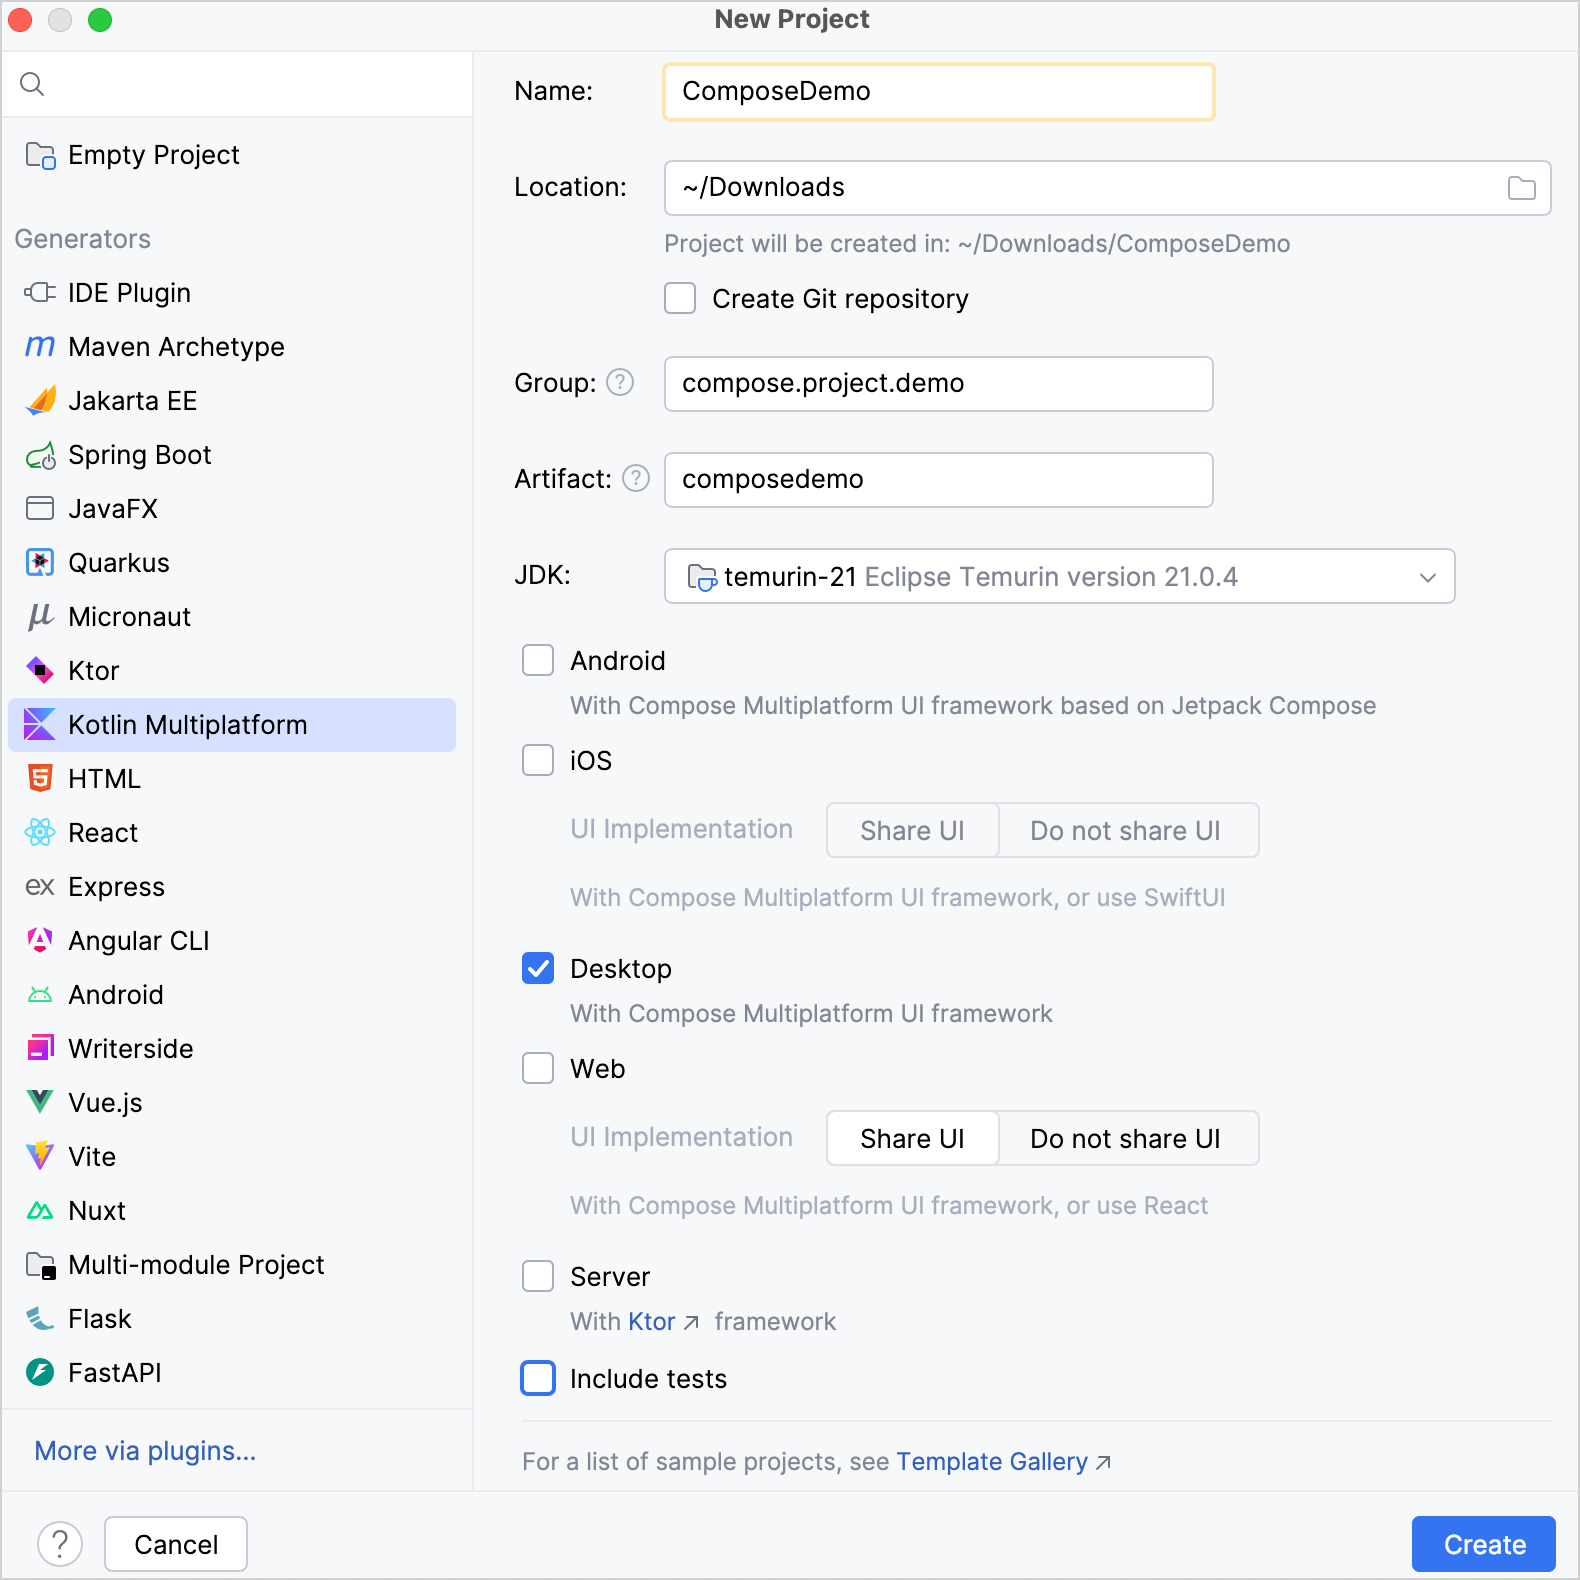 New Project
Empty Project
Generators
IDE Plugin
Maven Archetype
Jakarta EE
Spring Boot
JavaFX
Quarkus
Micronaut
Ktor
Kotlin Multiplatform
HTML
React
ex Express
Angular CLI
Android
Writerside
Vue.js
Vite
Nuxt
Multi-module Project
Flask
FastAPI
More via plugins...
Name: ComposeDemo
Location: ~/Downloads
Project will be created in: ~/Downloads/ComposeDemo
Create Git repository
Group: ? compose.project.demo
Artifact: ? composedemo
JDK: temurin-21 Eclipse Temurin version 21.0.4
Android
With Compose Multiplatform UI framework based on Jetpack Compose
iOS
UI Implementation Share UI Do not share UI
With Compose Multiplatform UI framework, or use SwiftUI
Desktop
With Compose Multiplatform UI framework
Web
UI Implementation Share UI Do not share UI
With Compose Multiplatform UI framework, or use React
Server
With Ktor ↗ framework
Include tests
For a list of sample projects, see Template Gallery ↗
? Cancel Create